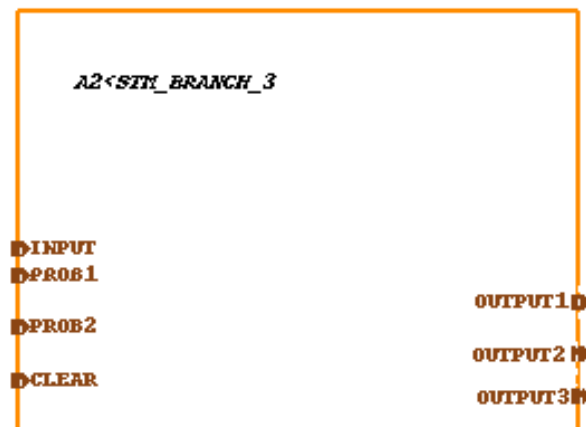 A2<STM_BRANCH_3
INPUT
PROB1
OUTPUT1
PROB2
OUTPUT2
CLEAR
OUTPUT3